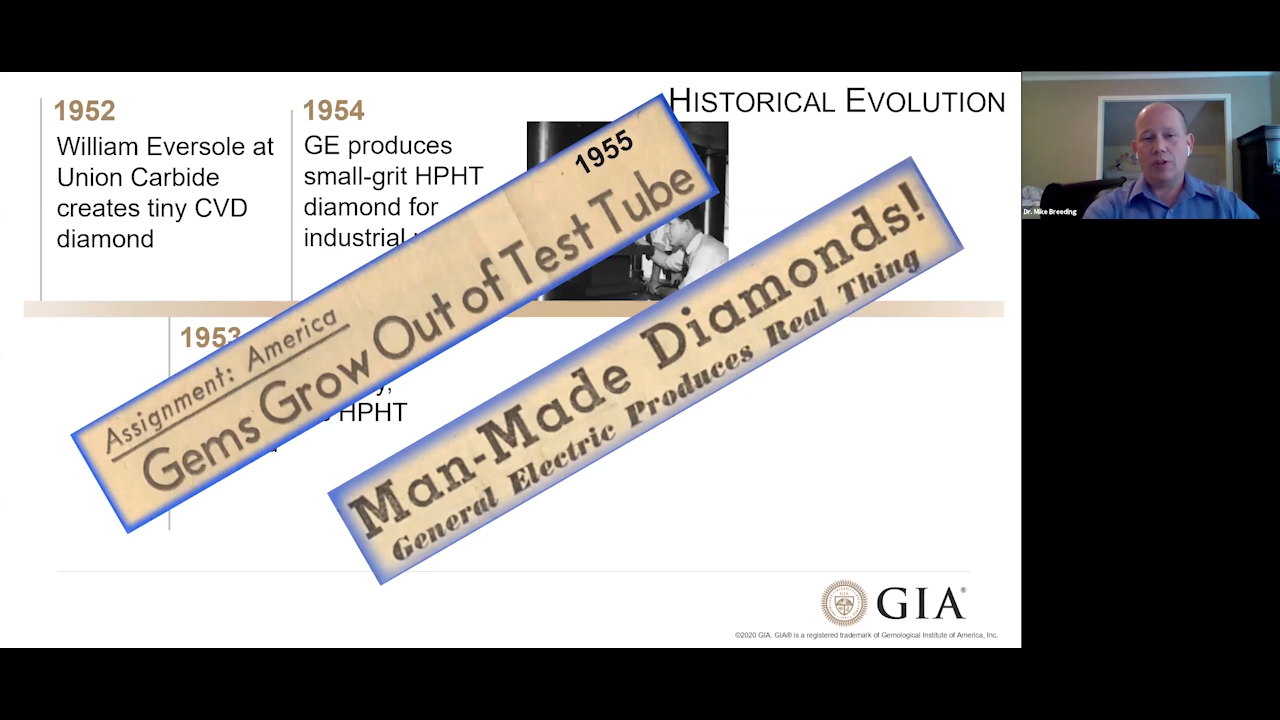 HISTORICAL EVOLUTION
1952
William Eversole at
Union Carbide
creates tiny CVD
diamond
1954
GE produces
small-grit HPHT
diamond for
industrial
1953
HPHT
1955
Assignment: America
Gems Grow Out of Test Tube
Man-Made Diamonds!
General Electric Produces Real Thing
GIA®
©2020 GIA. GIA® is a registered trademark of Gemological Institute of America, Inc.
Dr. Mike Breeding